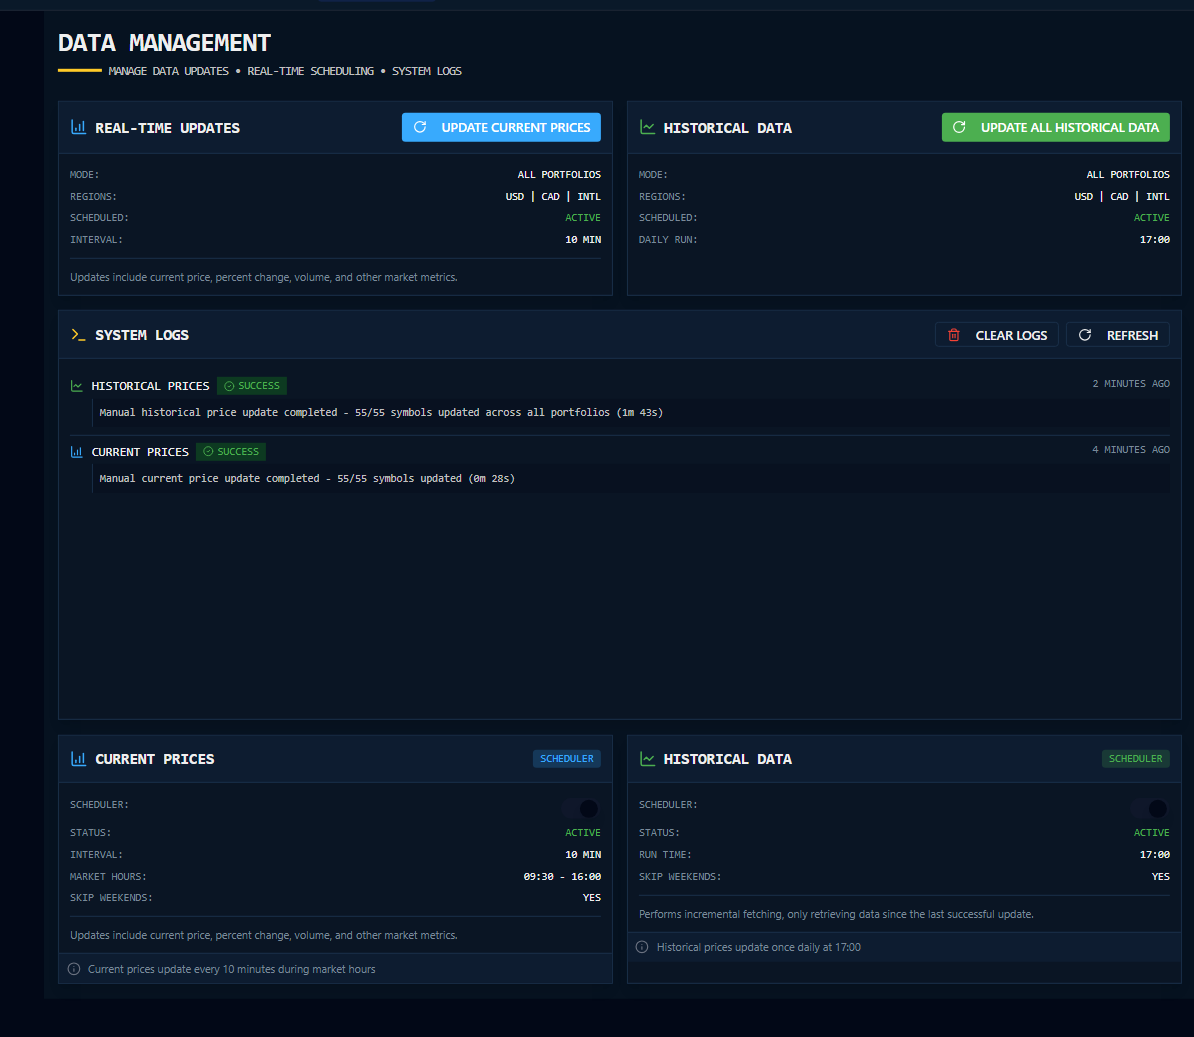 DATA MANAGEMENT
MANAGE DATA UPDATES • REAL-TIME SCHEDULING • SYSTEM LOGS
REAL-TIME UPDATES
UPDATE CURRENT PRICES
MODE: ALL PORTFOLIOS
REGIONS: USD | CAD | INTL
SCHEDULED: ACTIVE
INTERVAL: 10 MIN
Updates include current price, percent change, volume, and other market metrics.
HISTORICAL DATA
UPDATE ALL HISTORICAL DATA
MODE: ALL PORTFOLIOS
REGIONS: USD | CAD | INTL
SCHEDULED: ACTIVE
DAILY RUN: 17:00
SYSTEM LOGS
CLEAR LOGS
REFRESH
HISTORICAL PRICES SUCCESS 2 MINUTES AGO
Manual historical price update completed - 55/55 symbols updated across all portfolios (1m 43s)
CURRENT PRICES SUCCESS 4 MINUTES AGO
Manual current price update completed - 55/55 symbols updated (0m 28s)
CURRENT PRICES SCHEDULER
SCHEDULER:
STATUS: ACTIVE
INTERVAL: 10 MIN
MARKET HOURS: 09:30 - 16:00
SKIP WEEKENDS: YES
Updates include current price, percent change, volume, and other market metrics.
Current prices update every 10 minutes during market hours
HISTORICAL DATA SCHEDULER
SCHEDULER:
STATUS: ACTIVE
RUN TIME: 17:00
SKIP WEEKENDS: YES
Performs incremental fetching, only retrieving data since the last successful update.
Historical prices update once daily at 17:00